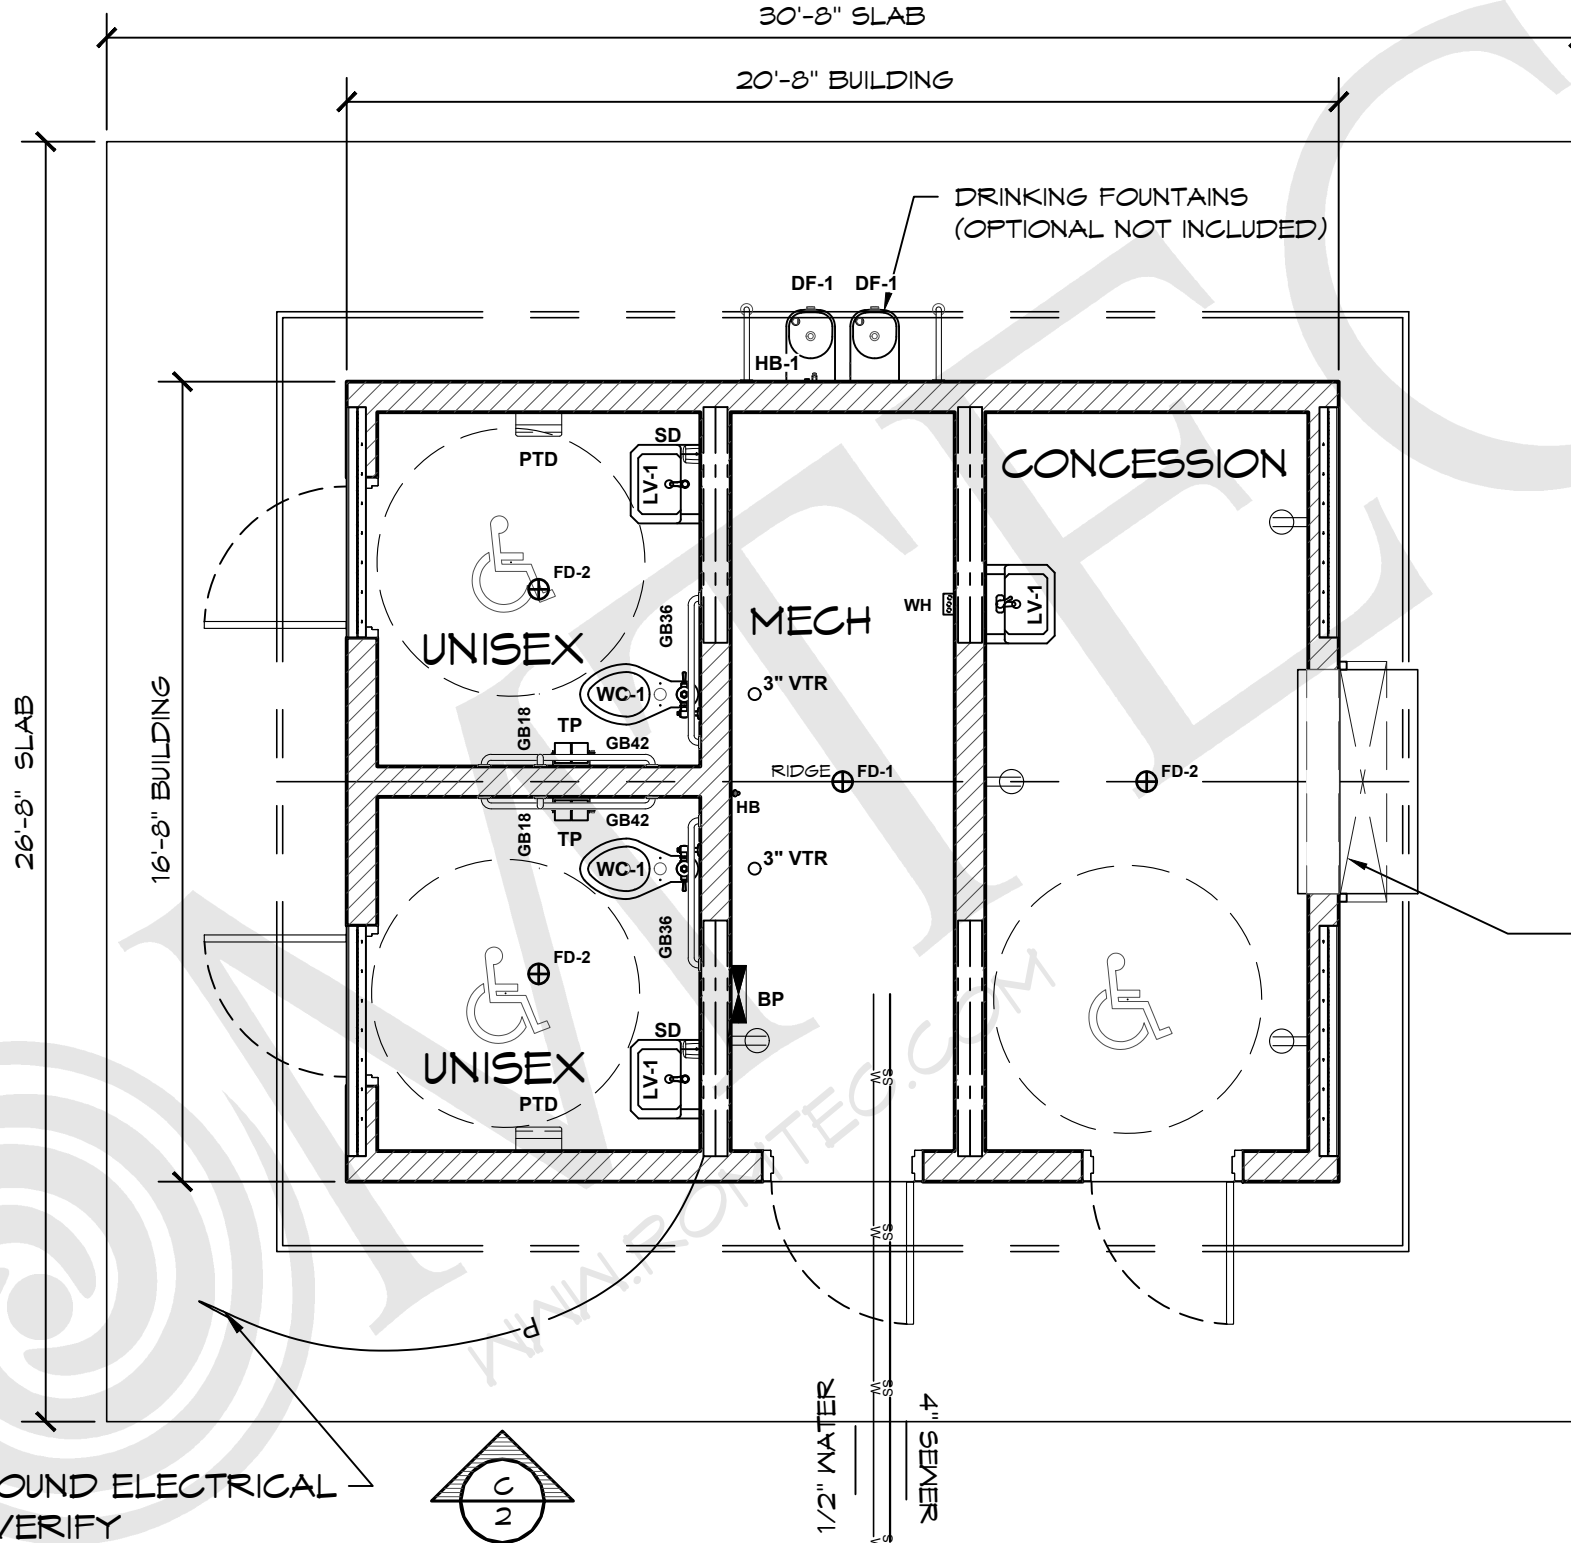 30'-8" SLAB
20'-8" BUILDING
DRINKING FOUNTAINS
(OPTIONAL NOT INCLUDED)
DF-1 DF-1
HB-1
26'-8" SLAB
16'-8" BUILDING
SD
PTD
LV-1
CONCESSION
FD-2
UNISEX
GB36
MECH
WH
LV-1
WC-1
3" VTR
GB18
TP
GB42
RIDGE
FD-1
FD-2
HB
GB18
TP
GB42
WC-1
3" VTR
GB36
FD-2
BP
SD
UNISEX
LV-1
PTD
W SS
W SS
W SS
W SS
P
1/2" WATER
4" SEWER
OUND ELECTRICAL
VERIFY
C
2
MTEC
WWW.ROMTEC.COM